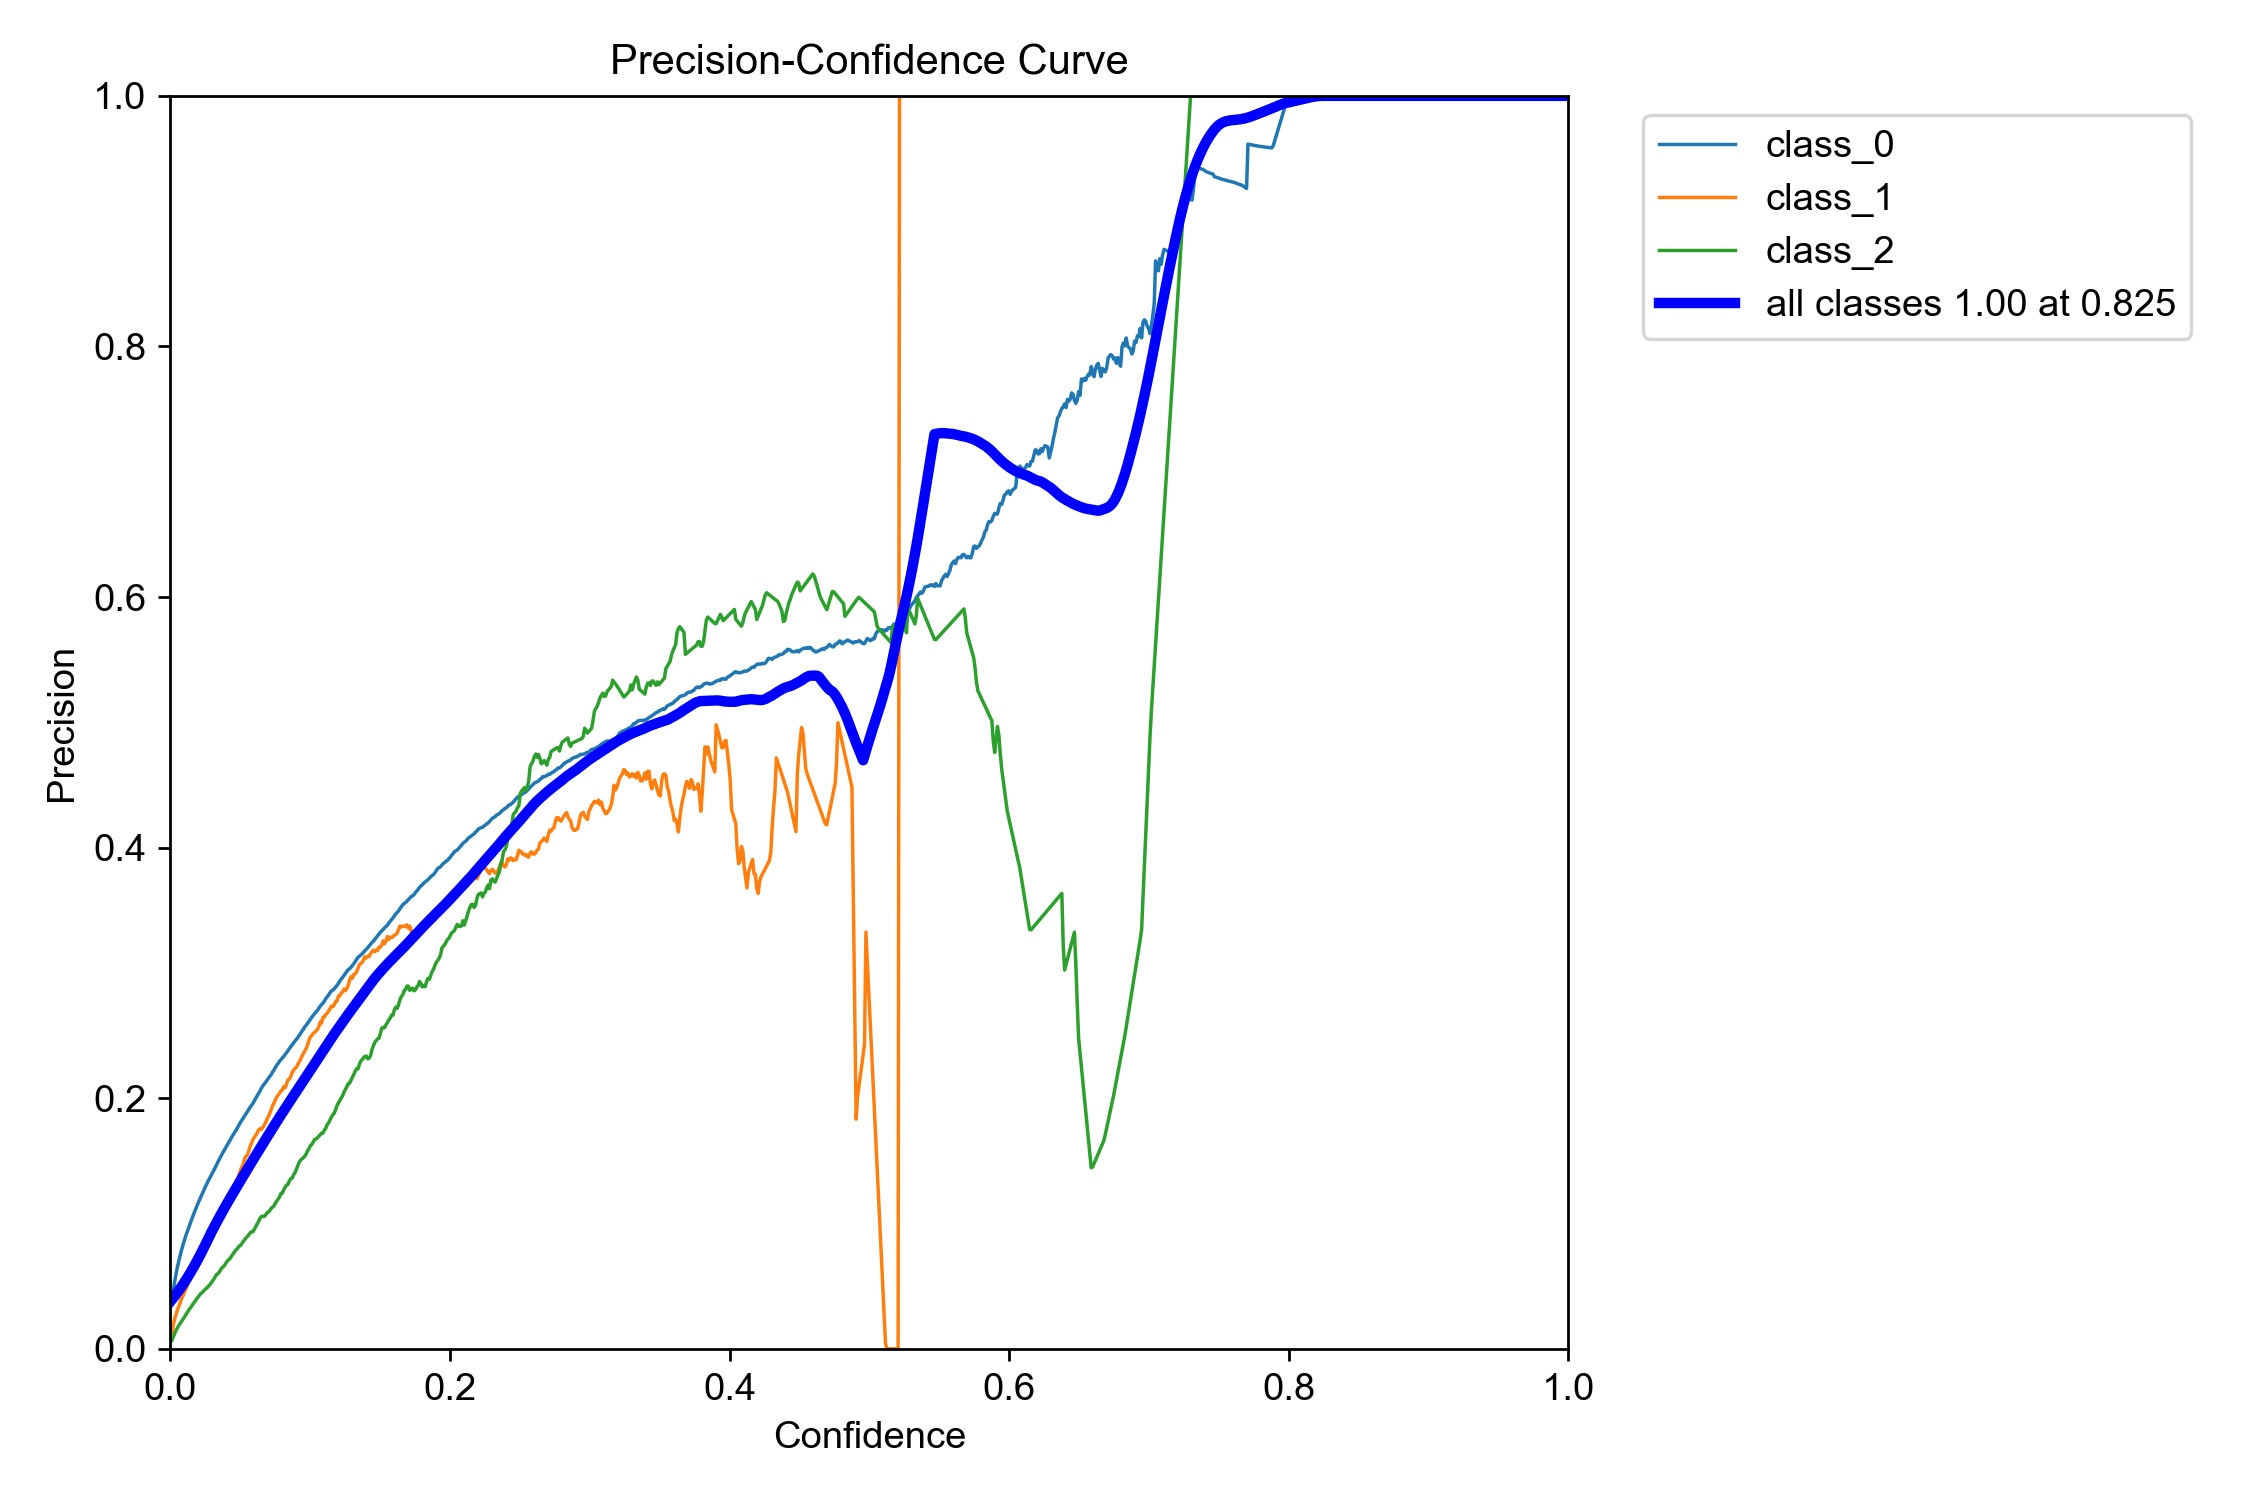 Precision-Confidence Curve
1.0
0.8
0.6
0.4
0.2
0.0
Precision
0.0 0.2 0.4 0.6 0.8 1.0
Confidence
class_0
class_1
class_2
all classes 1.00 at 0.825